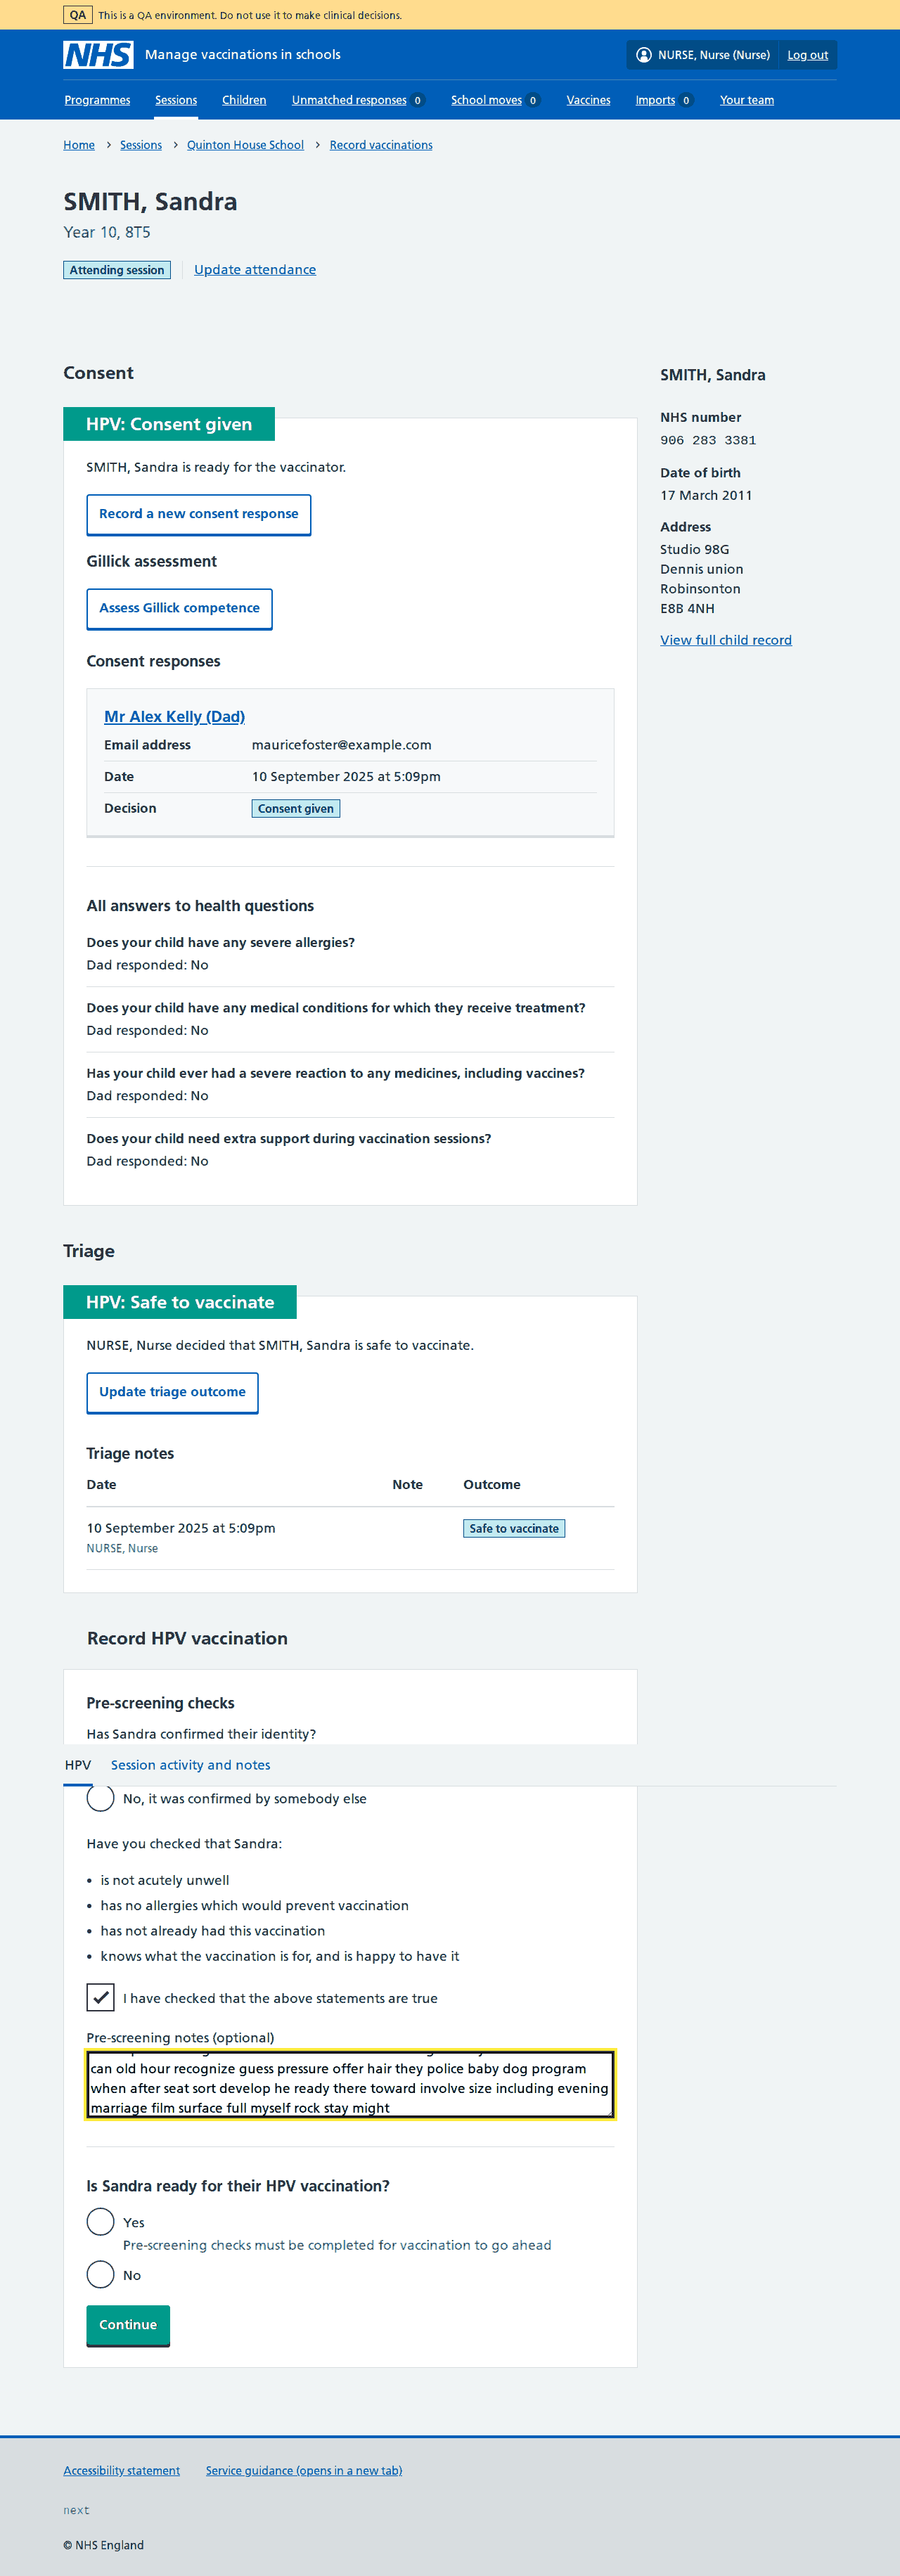 QA This is a QA environment. Do not use it to make clinical decisions.
NHS Manage vaccinations in schools NURSE, Nurse (Nurse) Log out
Programmes Sessions Children Unmatched responses 0 School moves 0 Vaccines Imports 0 Your team
Home Sessions Quinton House School Record vaccinations
SMITH, Sandra
Year 10, 8T5
Attending session Update attendance
Consent
HPV: Consent given
SMITH, Sandra is ready for the vaccinator.
Record a new consent response
Gillick assessment
Assess Gillick competence
Consent responses
Mr Alex Kelly (Dad)
Email address mauricefoster@example.com
Date 10 September 2025 at 5:09pm
Decision Consent given
All answers to health questions
Does your child have any severe allergies?
Dad responded: No
Does your child have any medical conditions for which they receive treatment?
Dad responded: No
Has your child ever had a severe reaction to any medicines, including vaccines?
Dad responded: No
Does your child need extra support during vaccination sessions?
Dad responded: No
SMITH, Sandra
NHS number
906 283 3381
Date of birth
17 March 2011
Address
Studio 98G
Dennis union
Robinsonton
E8B 4NH
View full child record
Triage
HPV: Safe to vaccinate
NURSE, Nurse decided that SMITH, Sandra is safe to vaccinate.
Update triage outcome
Triage notes
Date Note Outcome
10 September 2025 at 5:09pm Safe to vaccinate
NURSE, Nurse
Record HPV vaccination
Pre-screening checks
Has Sandra confirmed their identity?
HPV Session activity and notes
No, it was confirmed by somebody else
Have you checked that Sandra:
• is not acutely unwell
• has no allergies which would prevent vaccination
• has not already had this vaccination
• knows what the vaccination is for, and is happy to have it
I have checked that the above statements are true
Pre-screening notes (optional)
can old hour recognize guess pressure offer hair they police baby dog program
when after seat sort develop he ready there toward involve size including evening
marriage film surface full myself rock stay might
Is Sandra ready for their HPV vaccination?
Yes
Pre-screening checks must be completed for vaccination to go ahead
No
Continue
Accessibility statement Service guidance (opens in a new tab)
next
© NHS England